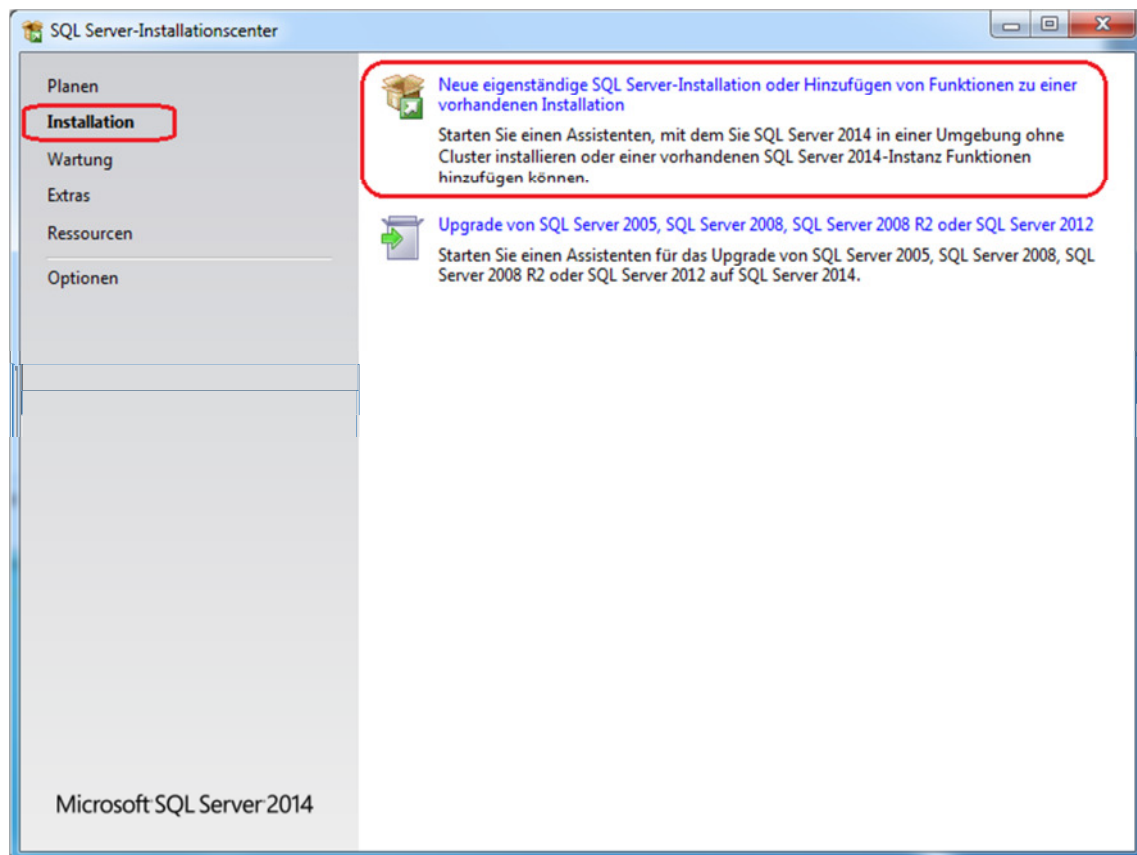 SQL Server-Installationscenter
Planen
Installation
Wartung
Extras
Ressourcen
Optionen
Neue eigenständige SQL Server-Installation oder Hinzufügen von Funktionen zu einer
vorhandenen Installation
Starten Sie einen Assistenten, mit dem Sie SQL Server 2014 in einer Umgebung ohne
Cluster installieren oder einer vorhandenen SQL Server 2014-Instanz Funktionen
hinzufügen können.
Upgrade von SQL Server 2005, SQL Server 2008, SQL Server 2008 R2 oder SQL Server 2012
Starten Sie einen Assistenten für das Upgrade von SQL Server 2005, SQL Server 2008, SQL
Server 2008 R2 oder SQL Server 2012 auf SQL Server 2014.
Microsoft SQL Server 2014